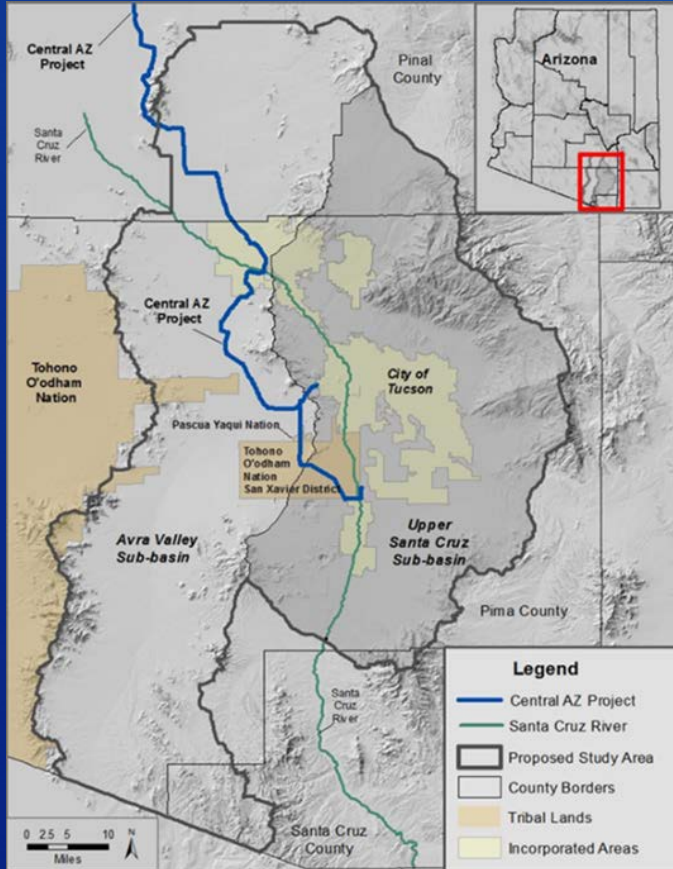 Central AZ
Project
Pinal
County
Arizona
Santa
Cruz
River
Central AZ
Project
Tohono
O'odham
Nation
City of
Tucson
Pascua Yaqui Nation
Tohono
O'odham
Nation
San Xavier District
Avra Valley
Sub-basin
Upper
Santa Cruz
Sub-basin
Pima County
Santa
Cruz
River
Santa Cruz
County
0 2.5 5 10
Miles
N
Legend
Central AZ Project
Santa Cruz River
Proposed Study Area
County Borders
Tribal Lands
Incorporated Areas